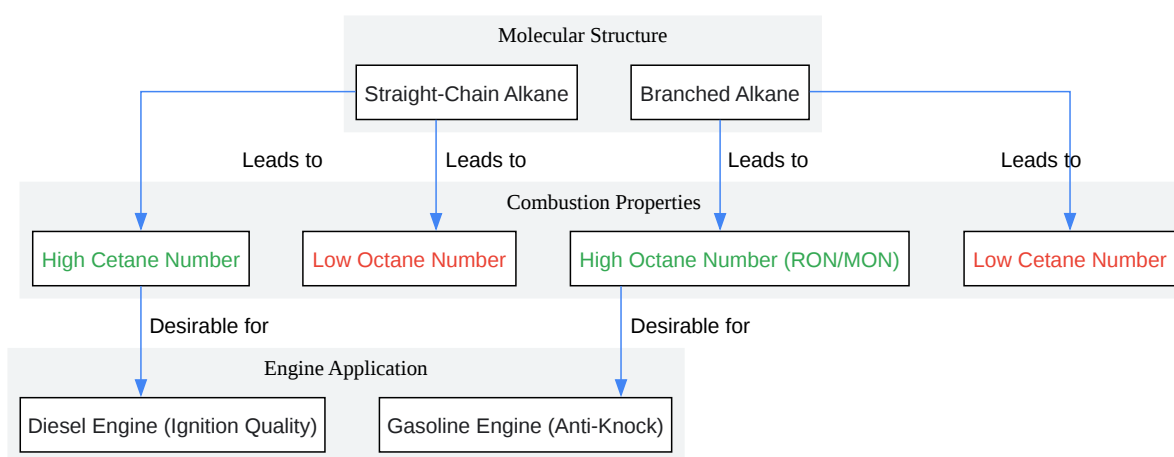 Molecular Structure
Straight-Chain Alkane
Branched Alkane
Leads to
Leads to
Leads to
Leads to
Combustion Properties
High Cetane Number
Low Octane Number
High Octane Number (RON/MON)
Low Cetane Number
Desirable for
Desirable for
Engine Application
Diesel Engine (Ignition Quality)
Gasoline Engine (Anti-Knock)